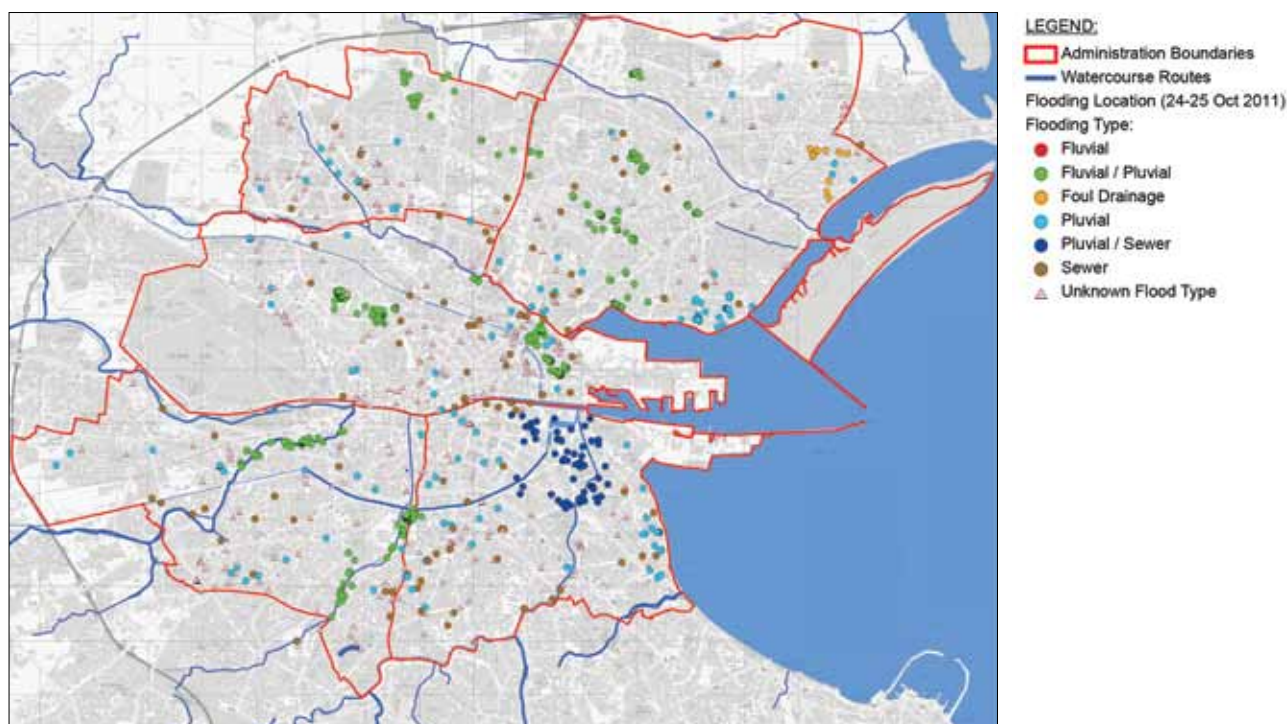 LEGEND:
Administration Boundaries
Watercourse Routes
Flooding Location (24-25 Oct 2011)
Flooding Type:
Fluvial
Fluvial / Pluvial
Foul Drainage
Pluvial
Pluvial / Sewer
Sewer
Unknown Flood Type